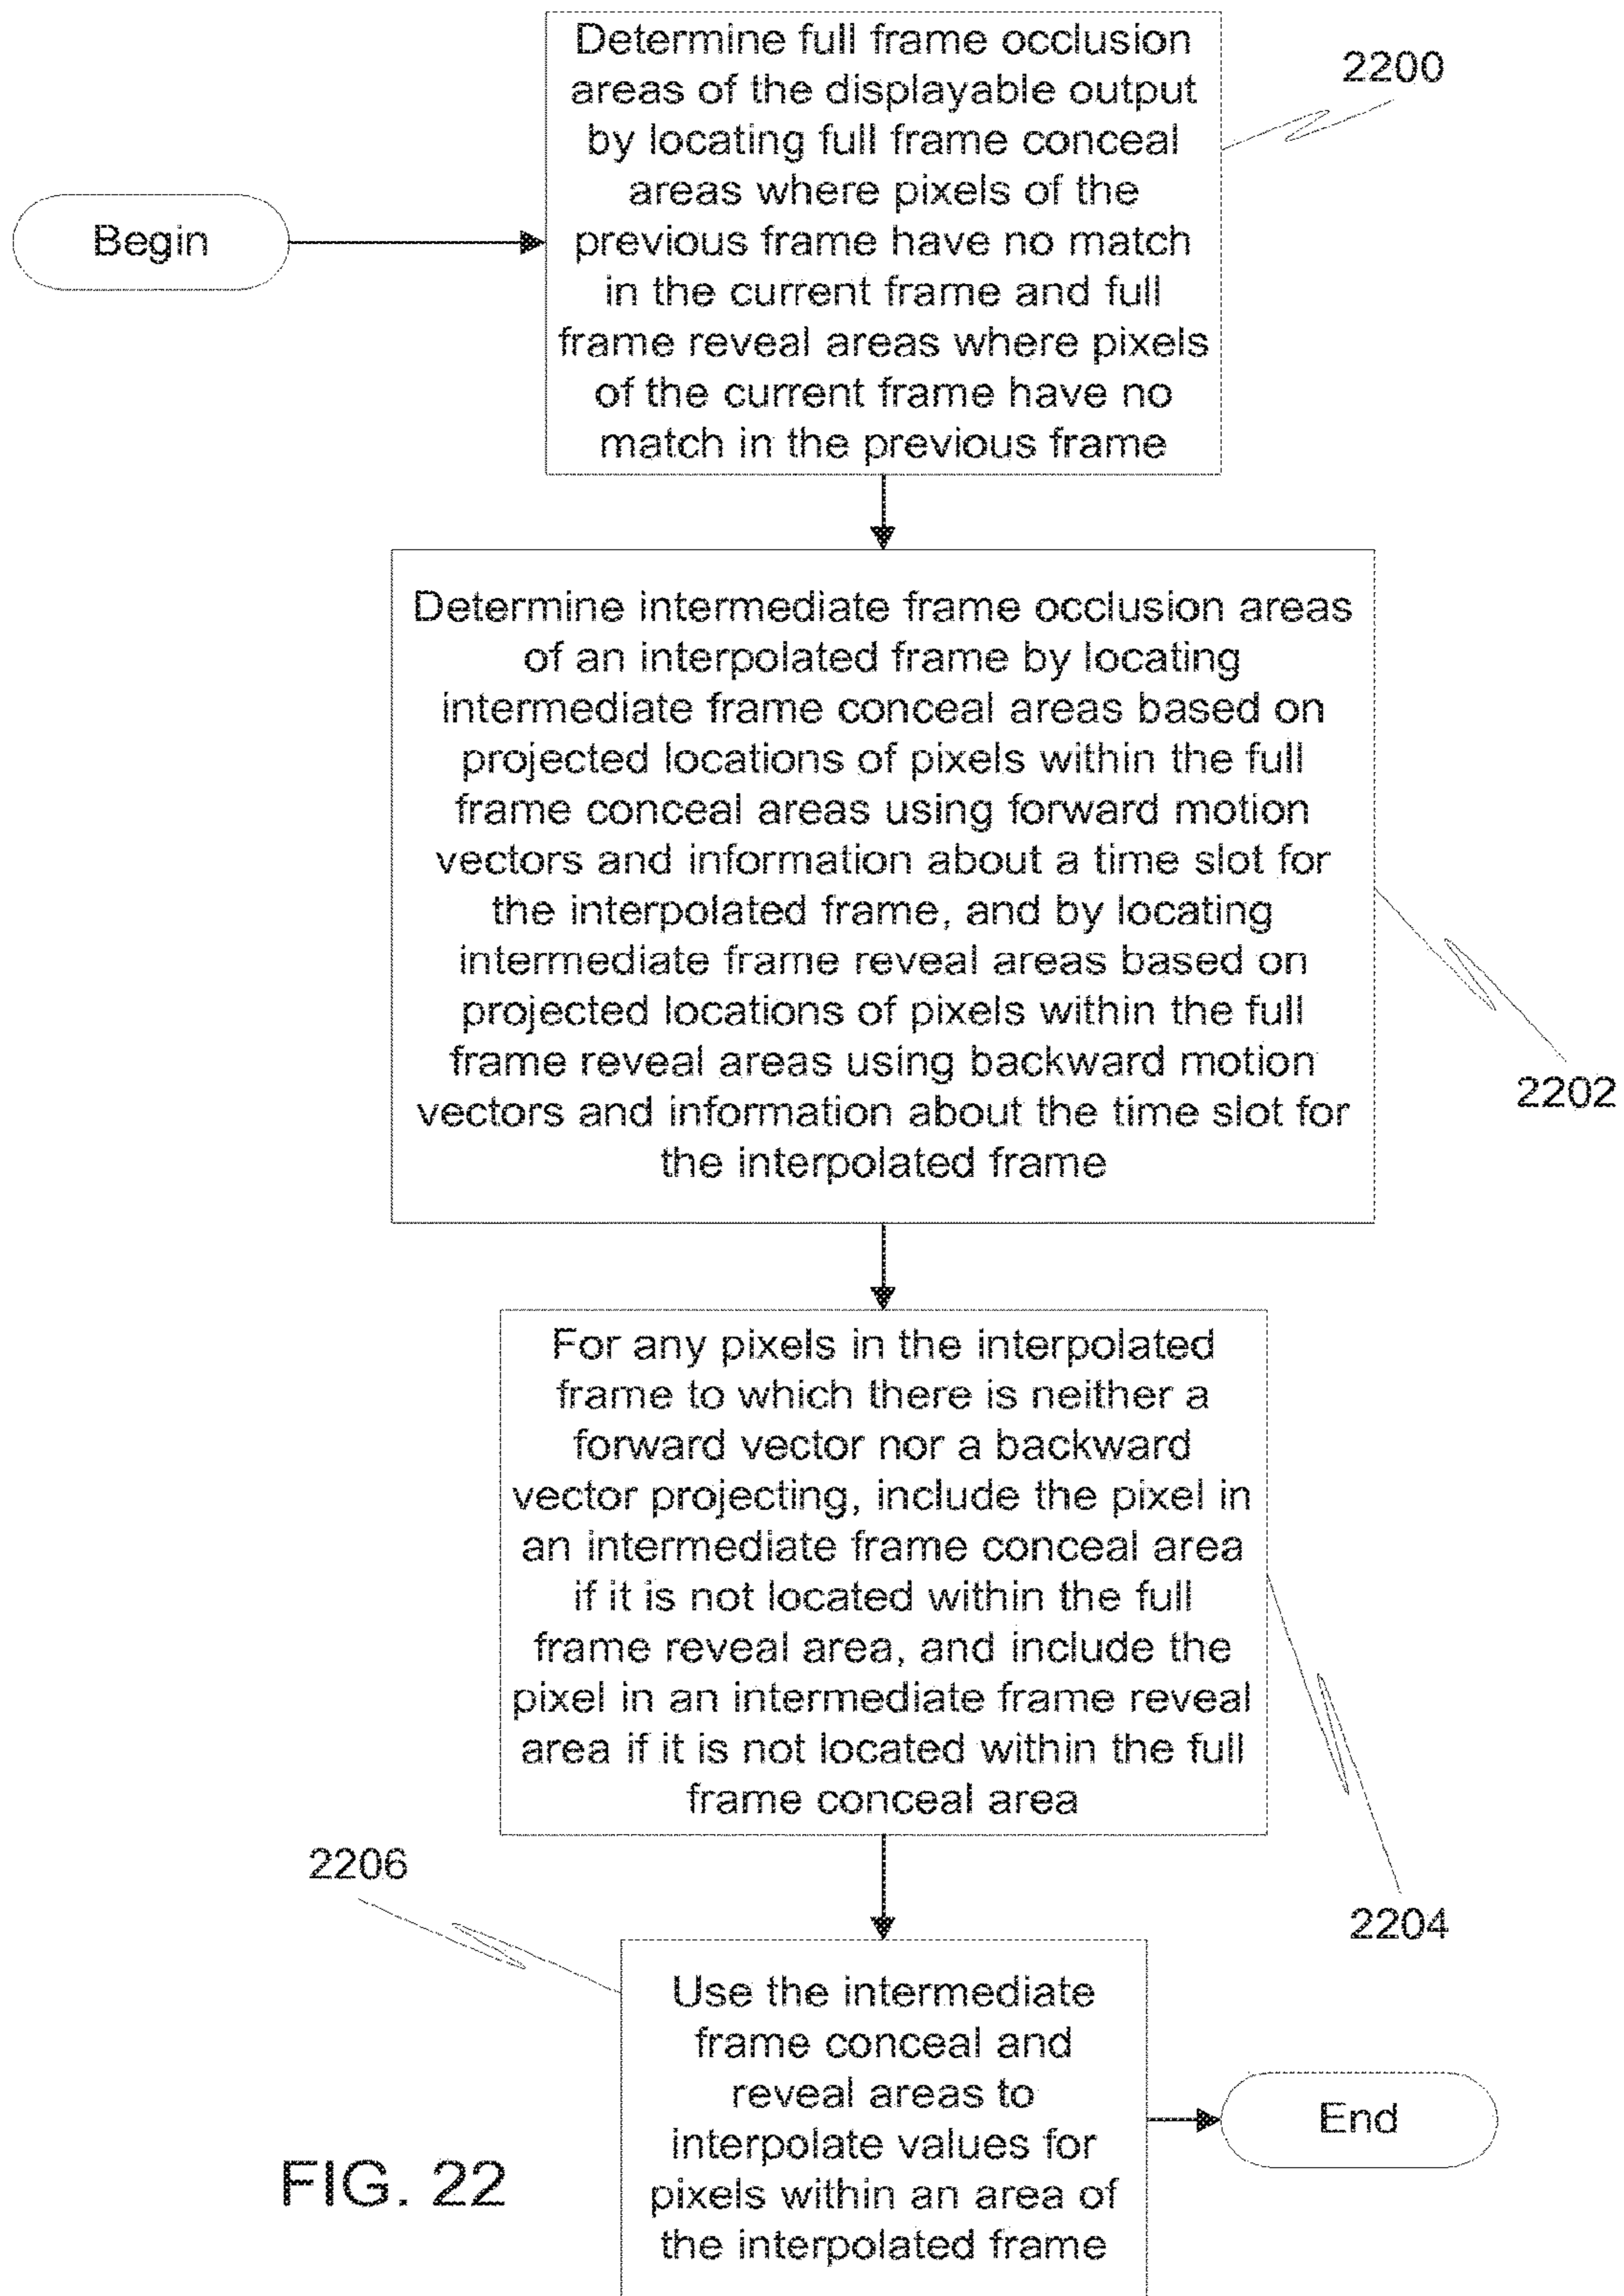 Begin
Determine full frame occlusion
areas of the displayable output
by locating full frame conceal
areas where pixels of the
previous frame have no match
in the current frame and full
frame reveal areas where pixels
of the current frame have no
match in the previous frame
2200
Determine intermediate frame occlusion areas
of an interpolated frame by locating
intermediate frame conceal areas based on
projected locations of pixels within the full
frame conceal areas using forward motion
vectors and information about a time slot for
the interpolated frame, and by locating
intermediate frame reveal areas based on
projected locations of pixels within the full
frame reveal areas using backward motion
vectors and information about the time slot for
the interpolated frame
2202
For any pixels in the interpolated
frame to which there is neither a
forward vector nor a backward
vector projecting, include the pixel in
an intermediate frame conceal area
if it is not located within the full
frame reveal area, and include the
pixel in an intermediate frame reveal
area if it is not located within the full
frame conceal area
2204
2206
Use the intermediate
frame conceal and
reveal areas to
interpolate values for
pixels within an area of
the interpolated frame
End
FIG. 22